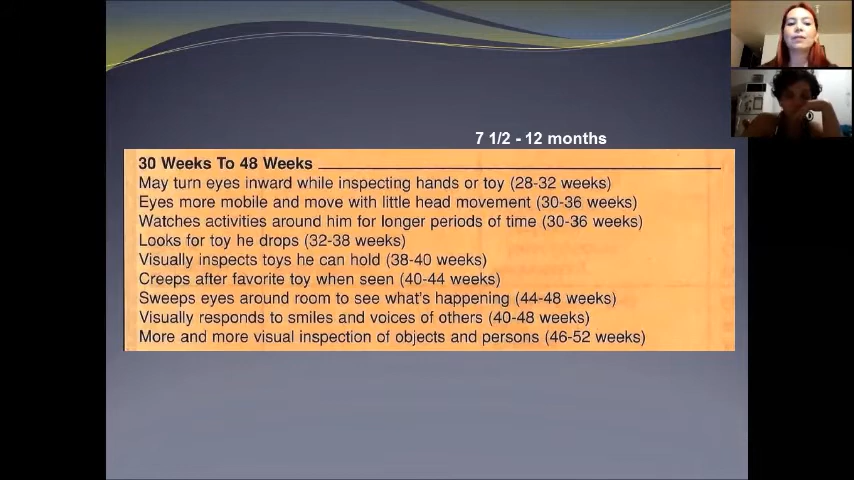 7 1/2 - 12 months
30 Weeks To 48 Weeks
May turn eyes inward while inspecting hands or toy (28-32 weeks)
Eyes more mobile and move with little head movement (30-36 weeks)
Watches activities around him for longer periods of time (30-36 weeks)
Looks for toy he drops (32-38 weeks)
Visually inspects toys he can hold (38-40 weeks)
Creeps after favorite toy when seen (40-44 weeks)
Sweeps eyes around room to see what's happening (44-48 weeks)
Visually responds to smiles and voices of others (40-48 weeks)
More and more visual inspection of objects and persons (46-52 weeks)